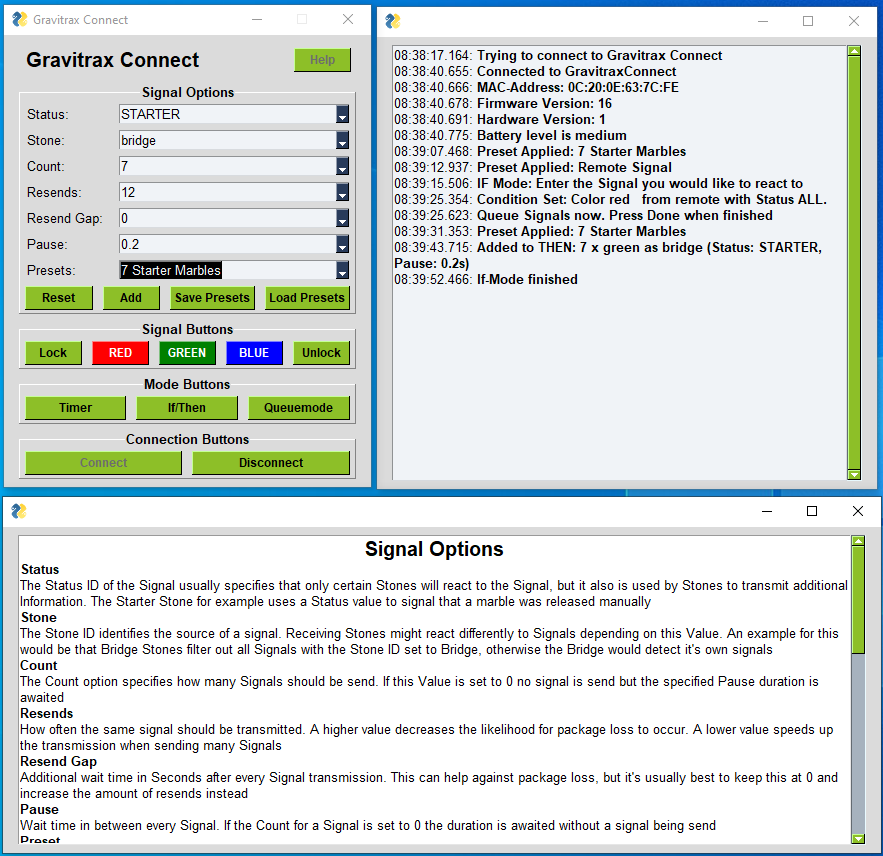 Gravitrax Connect
Gravitrax Connect
Help
Signal Options
Status:
STARTER
Stone:
bridge
Count:
7
Resends:
12
Resend Gap:
0
Pause:
0.2
Presets:
7 Starter Marbles
Reset
Add
Save Presets
Load Presets
Signal Buttons
Lock
RED
GREEN
BLUE
Unlock
Mode Buttons
Timer
If/Then
Queuemode
Connection Buttons
Connect
Disconnect
08:38:17.164: Trying to connect to Gravitrax Connect
08:38:40.655: Connected to GravitraxConnect
08:38:40.666: MAC-Address: 0C:20:0E:63:7C:FE
08:38:40.678: Firmware Version: 16
08:38:40.691: Hardware Version: 1
08:38:40.775: Battery level is medium
08:39:07.468: Preset Applied: 7 Starter Marbles
08:39:12.937: Preset Applied: Remote Signal
08:39:15.506: IF Mode: Enter the Signal you would like to react to
08:39:25.354: Condition Set: Color red   from remote with Status ALL.
08:39:25.623: Queue Signals now. Press Done when finished
08:39:31.353: Preset Applied: 7 Starter Marbles
08:39:43.715: Added to THEN: 7 x green as bridge (Status: STARTER,
Pause: 0.2s)
08:39:52.466: If-Mode finished
Signal Options
Status
The Status ID of the Signal usually specifies that only certain Stones will react to the Signal, but it also is used by Stones to transmit additional
Information. The Starter Stone for example uses a Status value to signal that a marble was released manually
Stone
The Stone ID identifies the source of a signal. Receiving Stones might react differently to Signals depending on this Value. An example for this
would be that Bridge Stones filter out all Signals with the Stone ID set to Bridge, otherwise the Bridge would detect it's own signals
Count
The Count option specifies how many Signals should be send. If this Value is set to 0 no signal is send but the specified Pause duration is
awaited
Resends
How often the same signal should be transmitted. A higher value decreases the likelihood for package loss to occur. A lower value speeds up
the transmission when sending many Signals
Resend Gap
Additional wait time in Seconds after every Signal transmission. This can help against package loss, but it's usually best to keep this at 0 and
increase the amount of resends instead
Pause
Wait time in between every Signal. If the Count for a Signal is set to 0 the duration is awaited without a signal being send
Preset